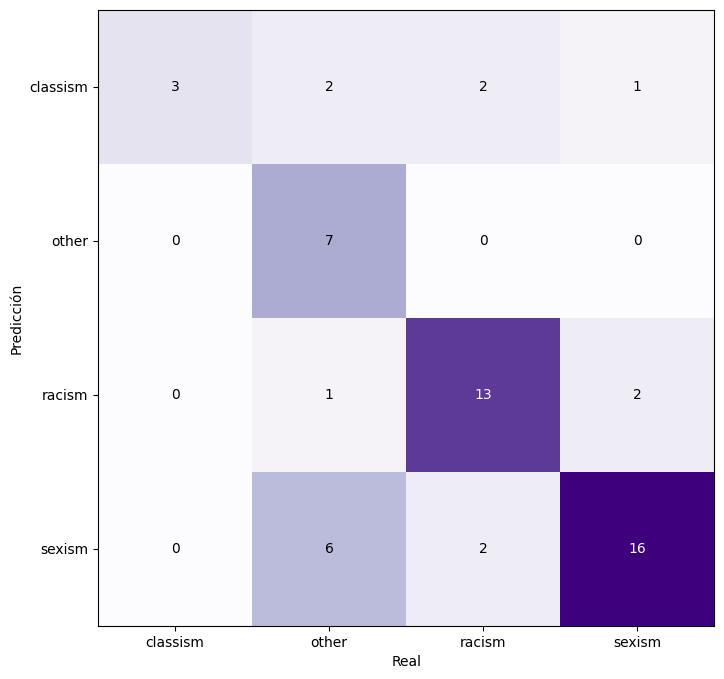 classism 3 2 2 1
other 0 7 0 0
racism 0 1 13 2
sexism 0 6 2 16
Predicción
classism other racism sexism
Real